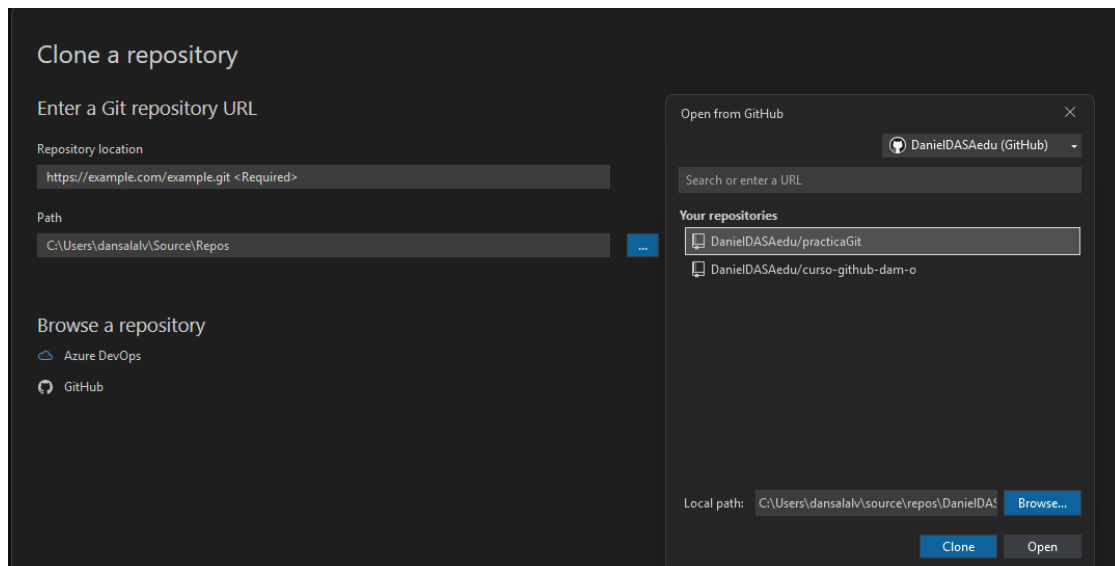 Clone a repository
Enter a Git repository URL
Repository location
https://example.com/example.git <Required>
Path
C:\Users\dansalalv\Source\Repos
...
Browse a repository
Azure DevOps
GitHub
Open from GitHub
DanielDASAedu (GitHub)
Search or enter a URL
Your repositories
DanielDASAedu/practicaGit
DanielDASAedu/curso-github-dam-o
Local path: C:\Users\dansalalv\source\repos\DanielDAS Browse...
Clone Open